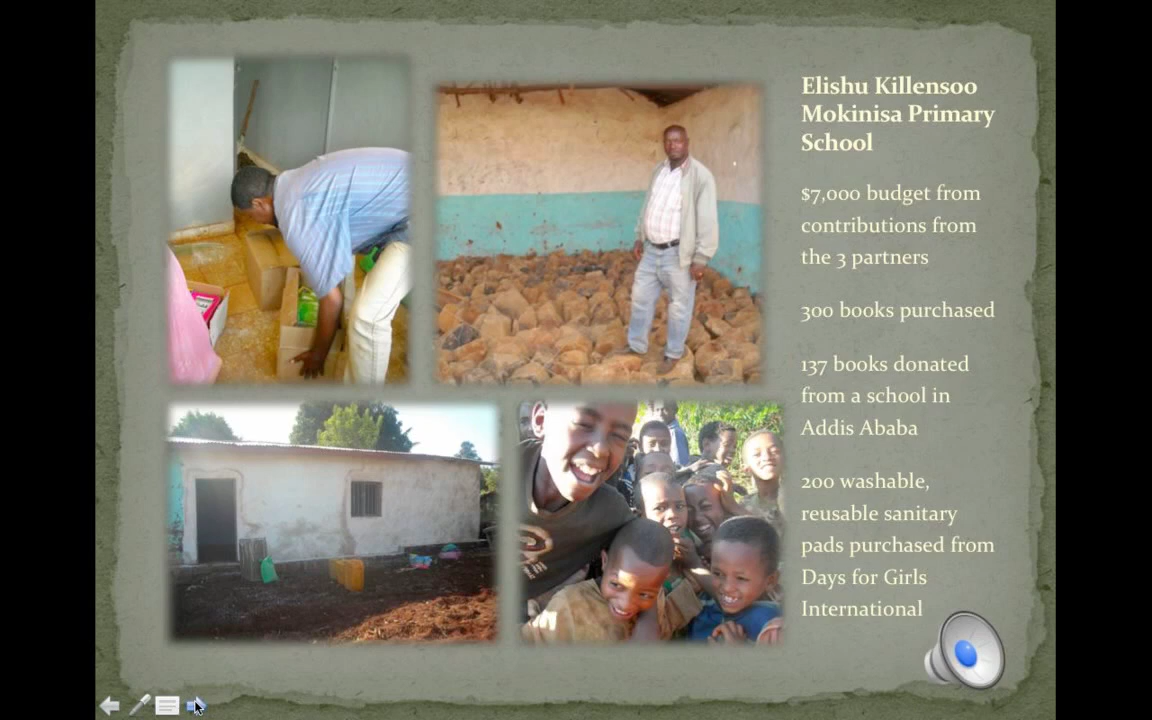 Elishu Killensoo
Mokinisa Primary
School
$7,000 budget from
contributions from
the 3 partners
300 books purchased
137 books donated
from a school in
Addis Ababa
200 washable,
reusable sanitary
pads purchased from
Days for Girls
International